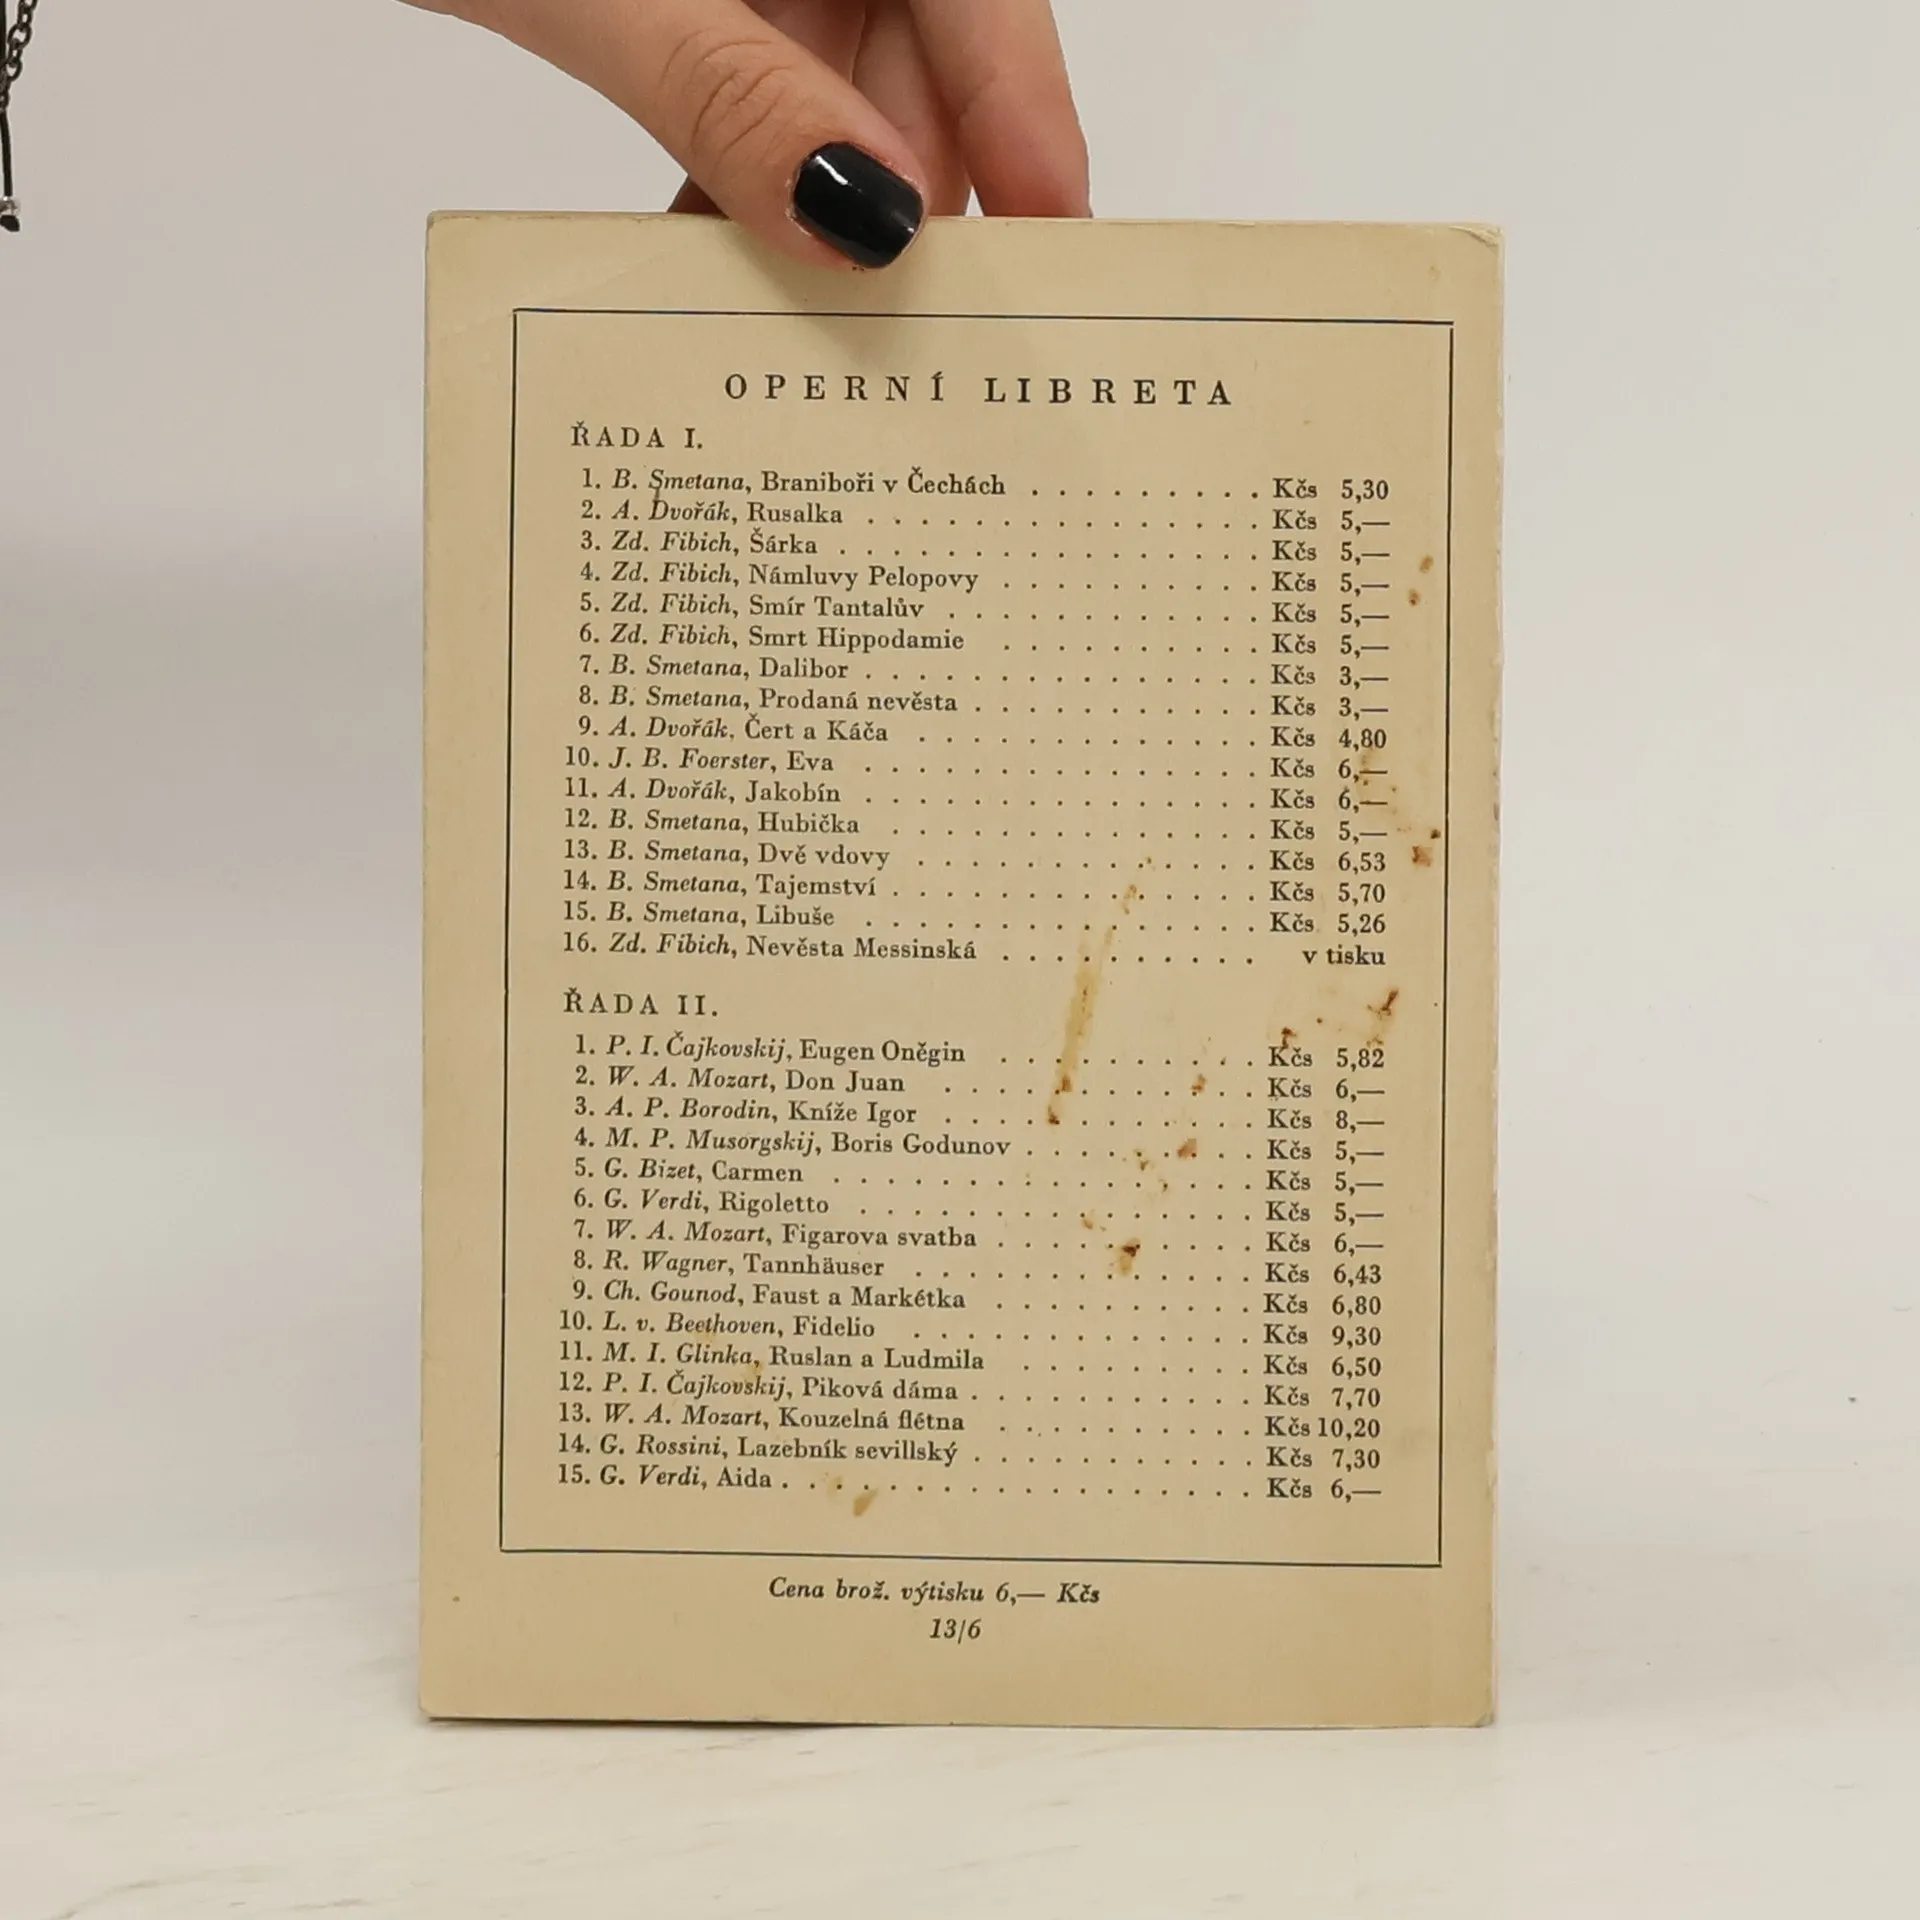 OPERNÍ LIBRETA
ŘADA I.
1. B. Smetana, Braniboři v Čechách . . . . . . . . . Kčs 5,30
2. A. Dvořák, Rusalka . . . . . . . . . . . . . . . Kčs 5,—
3. Zd. Fibich, Šárka . . . . . . . . . . . . . . . . Kčs 5,—
4. Zd. Fibich, Námluvy Pelopovy . . . . . . . . . . Kčs 5,—
5. Zd. Fibich, Smír Tantalův . . . . . . . . . . . . Kčs 5,—
6. Zd. Fibich, Smrt Hippodamie . . . . . . . . . . Kčs 5,—
7. B. Smetana, Dalibor . . . . . . . . . . . . . . . Kčs 3,—
8. B. Smetana, Prodaná nevěsta . . . . . . . . . . . Kčs 3,—
9. A. Dvořák, Čert a Káča . . . . . . . . . . . . . Kčs 4,80
10. J. B. Foerster, Eva . . . . . . . . . . . . . . . Kčs 6,—
11. A. Dvořák, Jakobín . . . . . . . . . . . . . . . Kčs 6,—
12. B. Smetana, Hubička . . . . . . . . . . . . . . Kčs 5,—
13. B. Smetana, Dvě vdovy . . . . . . . . . . . . . Kčs 6,53
14. B. Smetana, Tajemství . . . . . . . . . . . . . . Kčs 5,70
15. B. Smetana, Libuše . . . . . . . . . . . . . . . Kčs 5,26
16. Zd. Fibich, Nevěsta Messinská . . . . . . . . . . v tisku
ŘADA II.
1. P. I. Čajkovskij, Eugen Oněgin . . . . . . . . . . Kčs 5,82
2. W. A. Mozart, Don Juan . . . . . . . . . . . . Kčs 6,—
3. A. P. Borodin, Kníže Igor . . . . . . . . . . . . Kčs 8,—
4. M. P. Musorgskij, Boris Godunov . . . . . . . . . Kčs 5,—
5. G. Bizet, Carmen . . . . . . . . . . . . . . . . Kčs 5,—
6. G. Verdi, Rigoletto . . . . . . . . . . . . . . . Kčs 5,—
7. W. A. Mozart, Figarova svatba . . . . . . . . . . Kčs 6,—
8. R. Wagner, Tannhäuser . . . . . . . . . . . . . Kčs 6,43
9. Ch. Gounod, Faust a Markétka . . . . . . . . . . Kčs 6,80
10. L. v. Beethoven, Fidelio . . . . . . . . . . . . . Kčs 9,30
11. M. I. Glinka, Ruslan a Ludmila . . . . . . . . . Kčs 6,50
12. P. I. Čajkovskij, Piková dáma . . . . . . . . . . . Kčs 7,70
13. W. A. Mozart, Kouzelná flétna . . . . . . . . . . Kčs 10,20
14. G. Rossini, Lazebník sevillský . . . . . . . . . . . Kčs 7,30
15. G. Verdi, Aida . . . . . . . . . . . . . . . . . . Kčs 6,—
Cena brož. výtisku 6,— Kčs
13/6